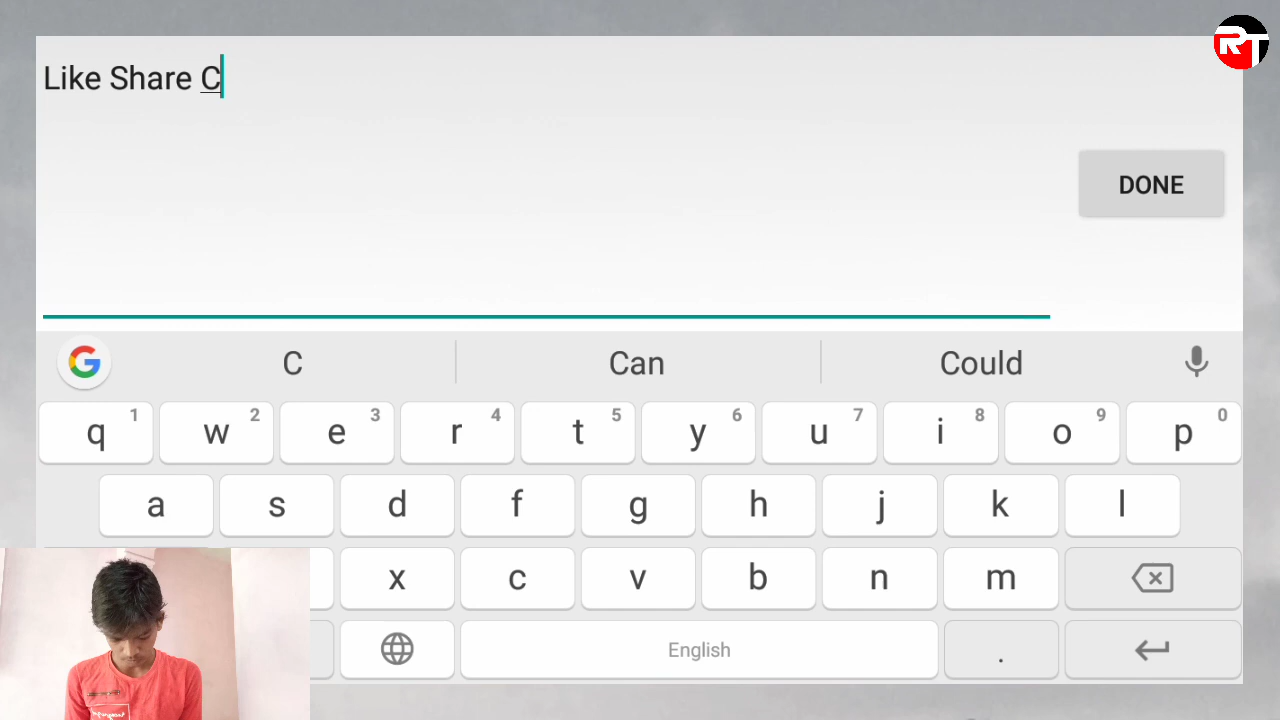 RT
Like Share C
DONE
C Can Could
q 1 w 2 e 3 r 4 t 5 y 6 u 7 i 8 o 9 p 0
a s d f g h j k l
x c v b n m
English .